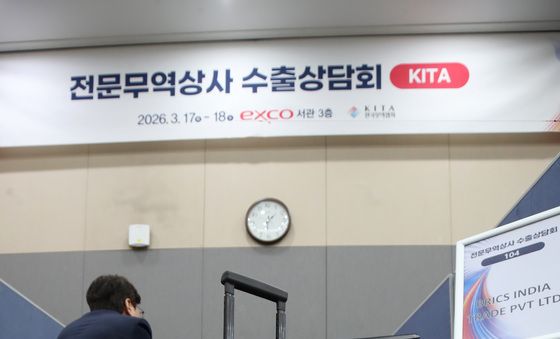 전문무역상사 수출상담회 KITA
2026. 3. 17 - 18 exco 서관 3층 KITA 한국무역협회
전문무역상사 수출상담회
104
BRICS INDIA
TRADE PVT LTD